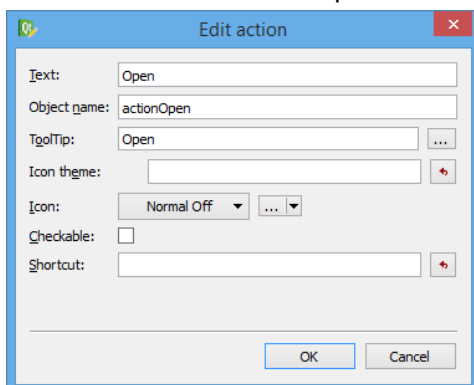 Edit action
Text: Open
Object name: actionOpen
ToolTip: Open ...
Icon theme:
Icon: Normal Off ...
Checkable:
Shortcut:
OK Cancel